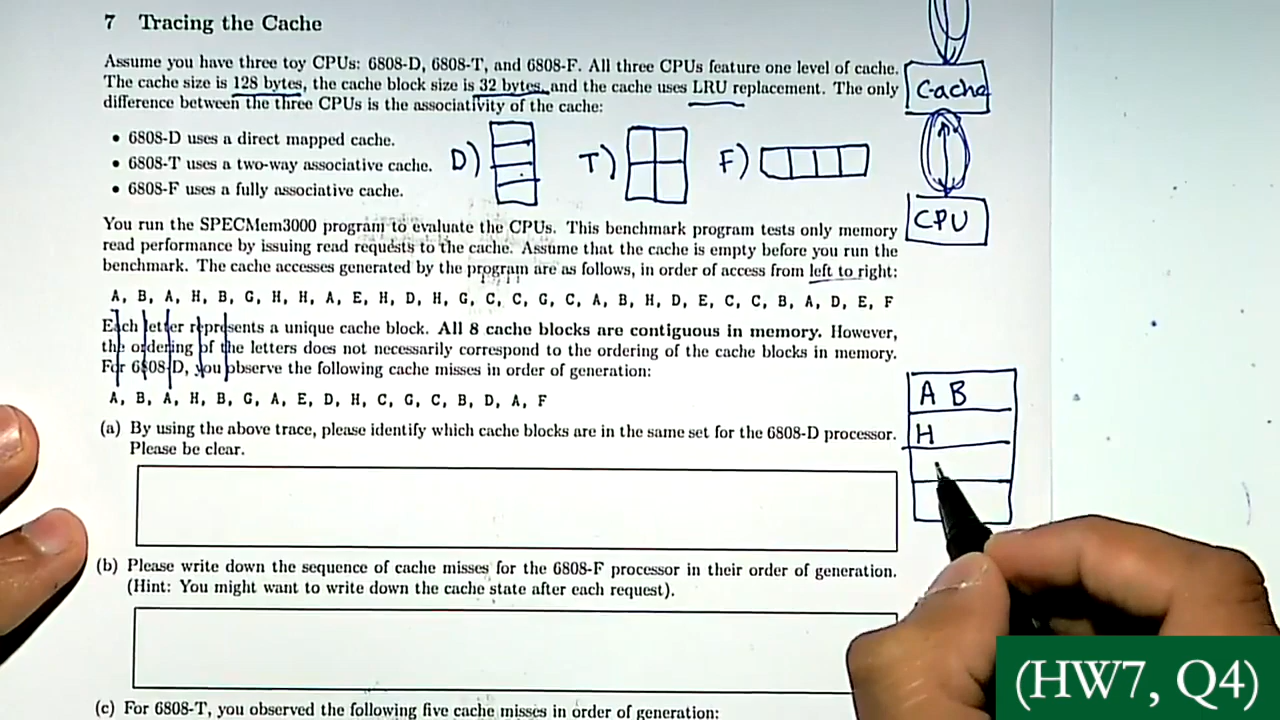 7 Tracing the Cache
Assume you have three toy CPUs: 6808-D, 6808-T, and 6808-F. All three CPUs feature one level of cache.
The cache size is 128 bytes, the cache block size is 32 bytes, and the cache uses LRU replacement. The only
difference between the three CPUs is the associativity of the cache:
• 6808-D uses a direct mapped cache.
• 6808-T uses a two-way associative cache.
• 6808-F uses a fully associative cache.
D)
T)
F)
Cache
CPU
You run the SPECMem3000 program to evaluate the CPUs. This benchmark program tests only memory
read performance by issuing read requests to the cache. Assume that the cache is empty before you run the
benchmark. The cache accesses generated by the program are as follows, in order of access from left to right:
A, B, A, H, B, G, H, H, A, E, H, D, H, G, C, C, G, C, A, B, H, D, E, C, C, B, A, D, E, F
Each letter represents a unique cache block. All 8 cache blocks are contiguous in memory. However,
the ordering of the letters does not necessarily correspond to the ordering of the cache blocks in memory.
For 6808-D, you observe the following cache misses in order of generation:
A, B, A, H, B, G, A, E, D, H, C, G, C, B, D, A, F
A B
H
(a) By using the above trace, please identify which cache blocks are in the same set for the 6808-D processor.
Please be clear.
(b) Please write down the sequence of cache misses for the 6808-F processor in their order of generation.
(Hint: You might want to write down the cache state after each request).
(c) For 6808-T, you observed the following five cache misses in order of generation:
(HW7, Q4)